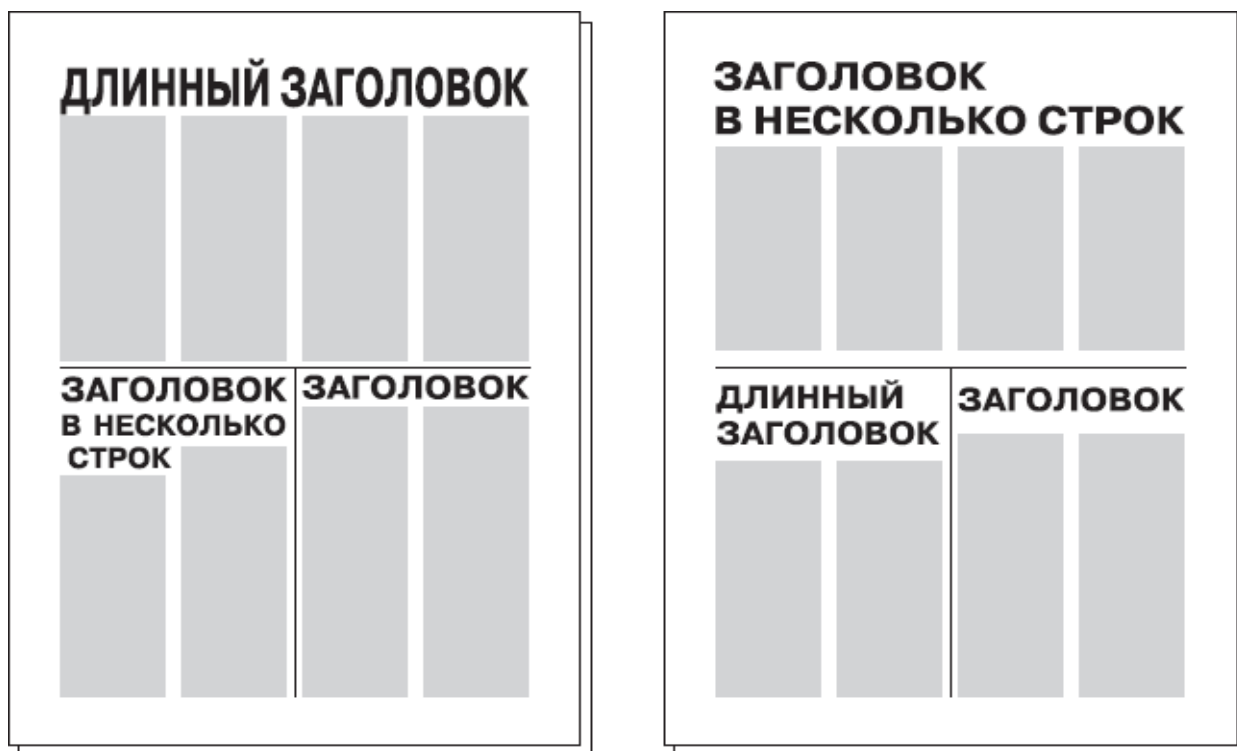 ДЛИННЫЙ ЗАГОЛОВОК
ЗАГОЛОВОК
В НЕСКОЛЬКО
СТРОК
ЗАГОЛОВОК
ЗАГОЛОВОК
В НЕСКОЛЬКО СТРОК
ДЛИННЫЙ
ЗАГОЛОВОК
ЗАГОЛОВОК